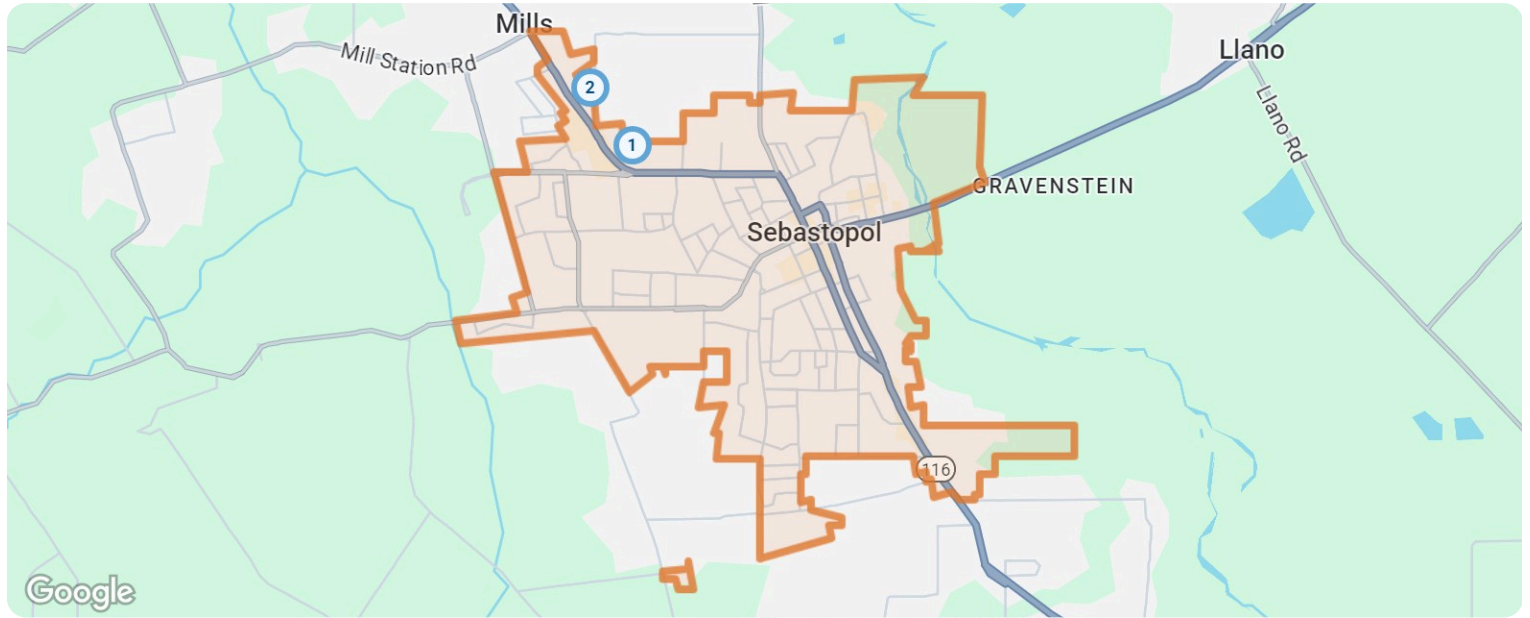 Mills
Mill Station Rd
Llano
2
Llano Rd
1
GRAVENSTEIN
Sebastopol
116
Google